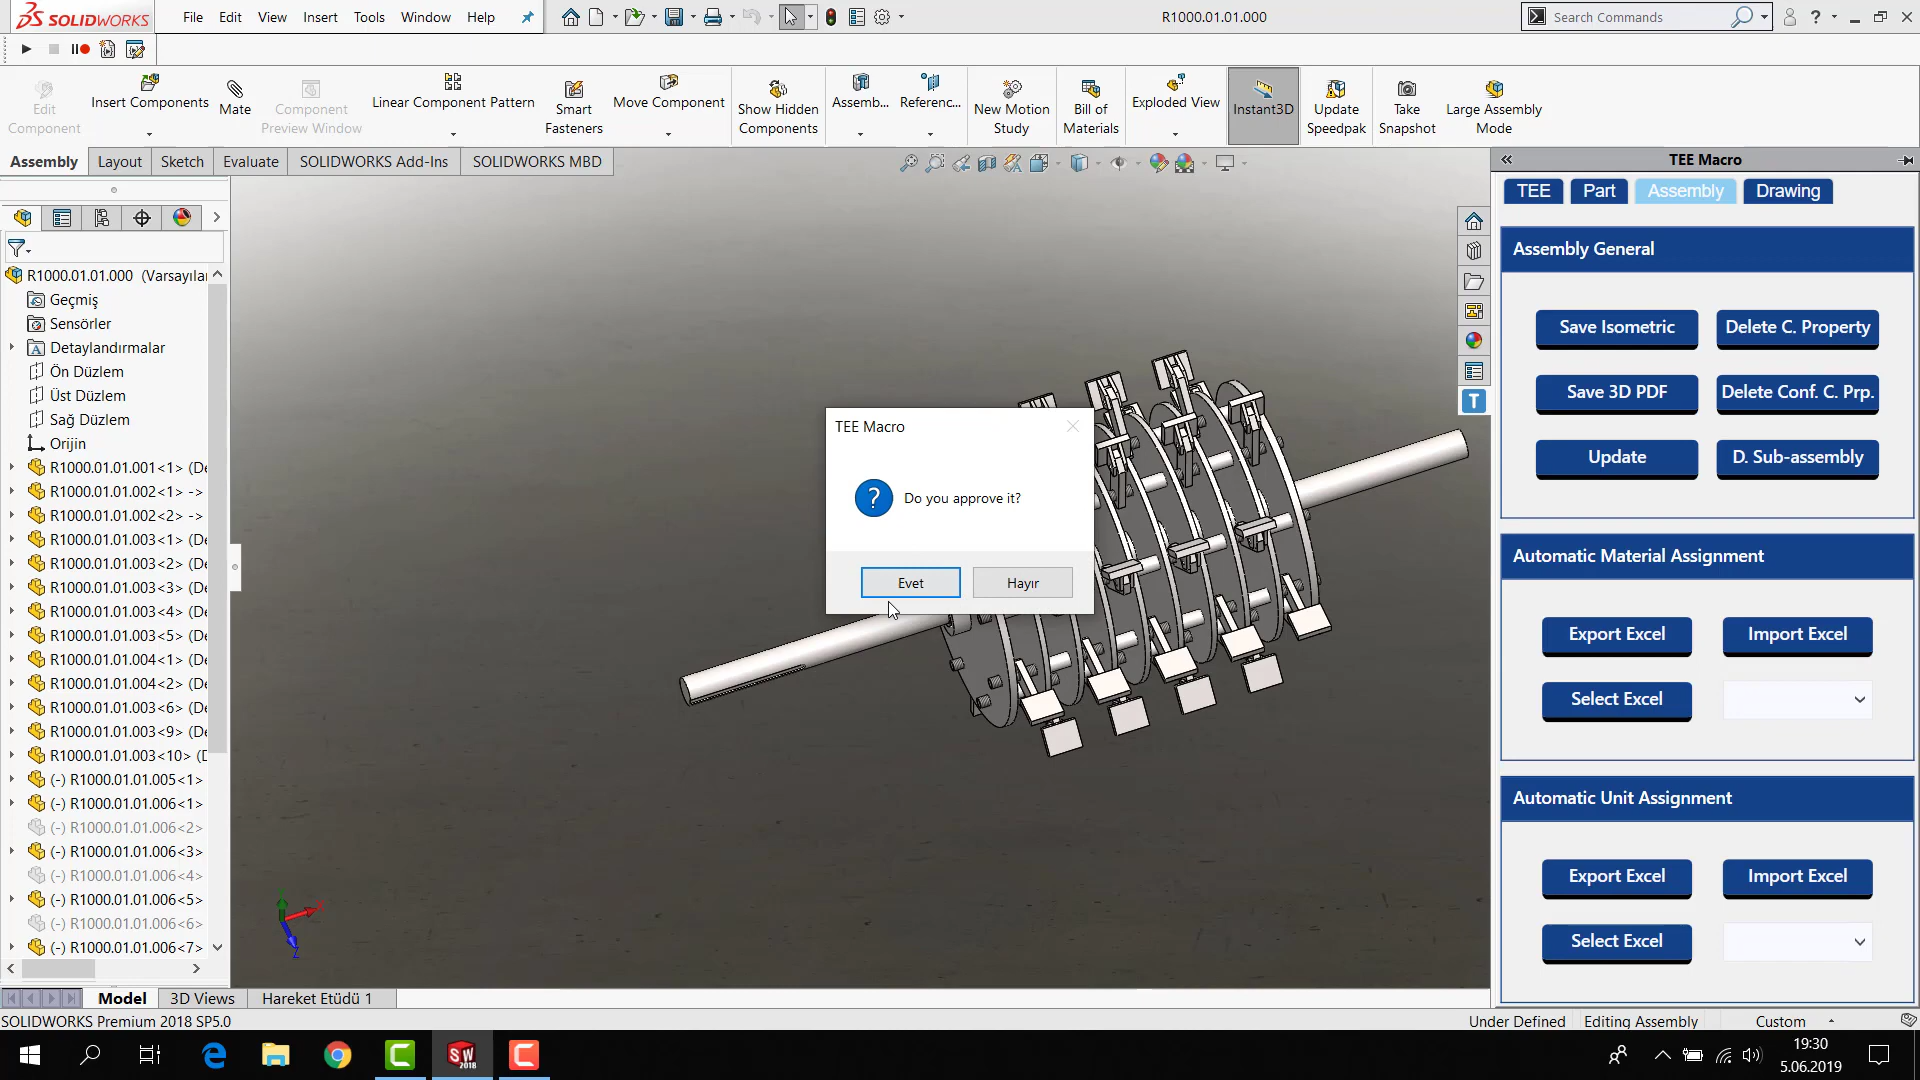 SOLIDWORKS
File Edit View Insert Tools Window Help
R1000.01.01.000
Search Commands
Edit Component
Insert Components
Mate
Component Preview Window
Linear Component Pattern
Smart Fasteners
Move Component
Show Hidden Components
Assemb...
Referenc...
New Motion Study
Bill of Materials
Exploded View
Instant3D
Update Speedpak
Take Snapshot
Large Assembly Mode
Assembly Layout Sketch Evaluate SOLIDWORKS Add-Ins SOLIDWORKS MBD
R1000.01.01.000 (Varsayılar
Geçmiş
Sensörler
Detaylandırmalar
Ön Düzlem
Üst Düzlem
Sağ Düzlem
Orijin
R1000.01.01.001<1> (De
R1000.01.01.002<1> ->
R1000.01.01.002<2> ->
R1000.01.01.003<1> (De
R1000.01.01.003<2> (De
R1000.01.01.003<3> (De
R1000.01.01.003<4> (De
R1000.01.01.003<5> (De
R1000.01.01.004<1> (De
R1000.01.01.004<2> (De
R1000.01.01.003<6> (De
R1000.01.01.003<9> (De
R1000.01.01.003<10> (D
(-) R1000.01.01.005<1>
(-) R1000.01.01.006<1>
(-) R1000.01.01.006<2>
(-) R1000.01.01.006<3>
(-) R1000.01.01.006<4>
(-) R1000.01.01.006<5>
(-) R1000.01.01.006<6>
(-) R1000.01.01.006<7>
TEE Macro
Do you approve it?
Evet Hayır
TEE Macro
TEE Part Assembly Drawing
Assembly General
Save Isometric Delete C. Property
Save 3D PDF Delete Conf. C. Prp.
Update D. Sub-assembly
Automatic Material Assignment
Export Excel Import Excel
Select Excel
Automatic Unit Assignment
Export Excel Import Excel
Select Excel
Model 3D Views Hareket Etüdü 1
SOLIDWORKS Premium 2018 SP5.0
Under Defined Editing Assembly Custom
SW 2018
19:30
5.06.2019